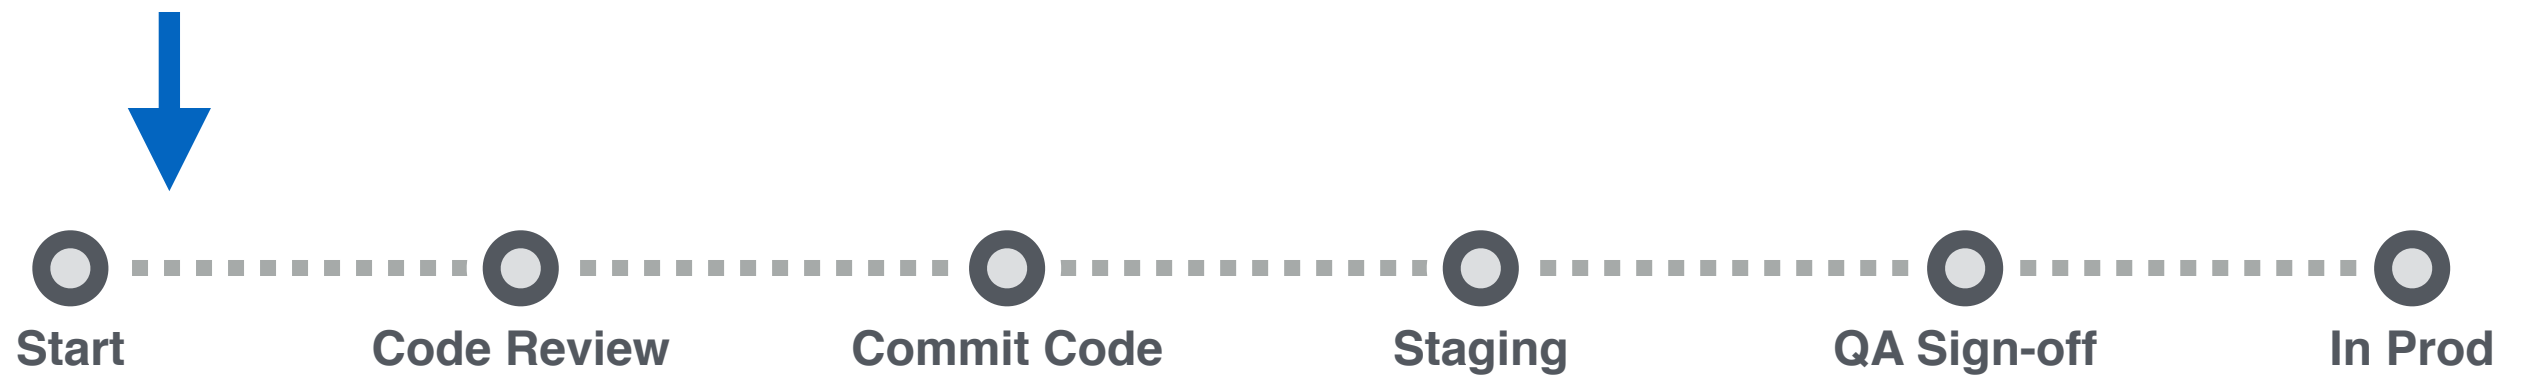 Start
Code Review
Commit Code
Staging
QA Sign-off
In Prod